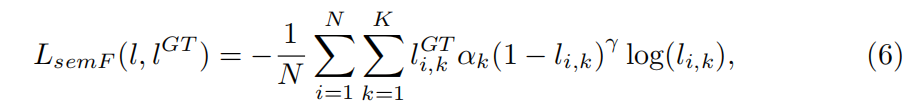 L_{semF}(l, l^{GT}) = -\frac{1}{N} \sum_{i=1}^{N} \sum_{k=1}^{K} l_{i,k}^{GT} \alpha_k (1 - l_{i,k})^{\gamma} \log(l_{i,k}), (6)